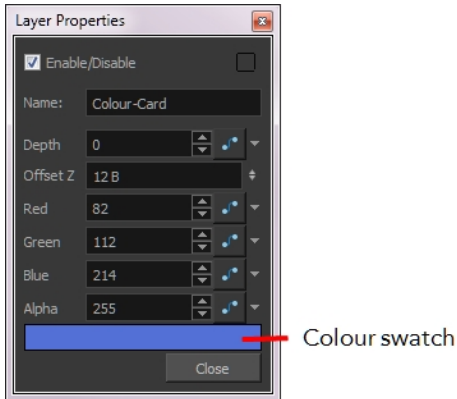 Layer Properties
Enable/Disable
Name: Colour-Card
Depth 0
Offset Z 12 B
Red 82
Green 112
Blue 214
Alpha 255
Colour swatch
Close